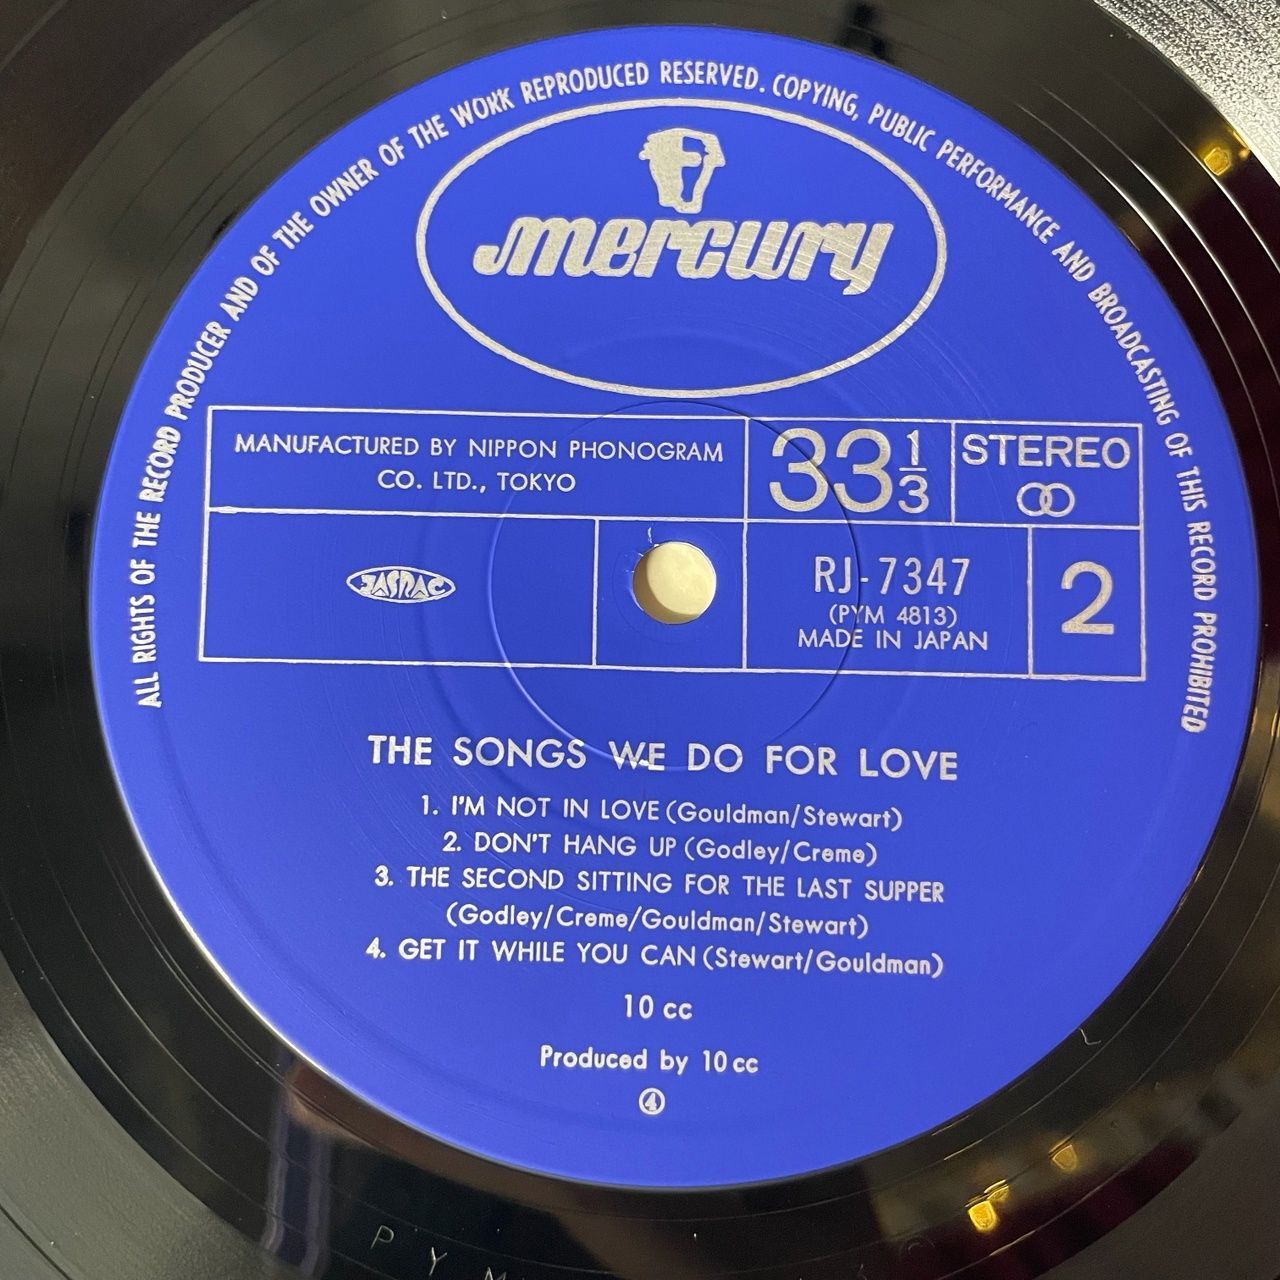 ALL RIGHTS OF THE RECORD PRODUCER AND OF THE OWNER OF THE WORK REPRODUCED RESERVED. COPYING, PUBLIC PERFORMANCE AND BROADCASTING OF THIS RECORD PROHIBITED
mercury
MANUFACTURED BY NIPPON PHONOGRAM
CO. LTD., TOKYO
33 1/3
STEREO
JASRAC
RJ-7347
(PYM 4813)
MADE IN JAPAN
2
THE SONGS WE DO FOR LOVE
1. I'M NOT IN LOVE (Gouldman/Stewart)
2. DON'T HANG UP (Godley/Creme)
3. THE SECOND SITTING FOR THE LAST SUPPER
(Godley/Creme/Gouldman/Stewart)
4. GET IT WHILE YOU CAN (Stewart/Gouldman)
10 cc
Produced by 10 cc
④
P Y M